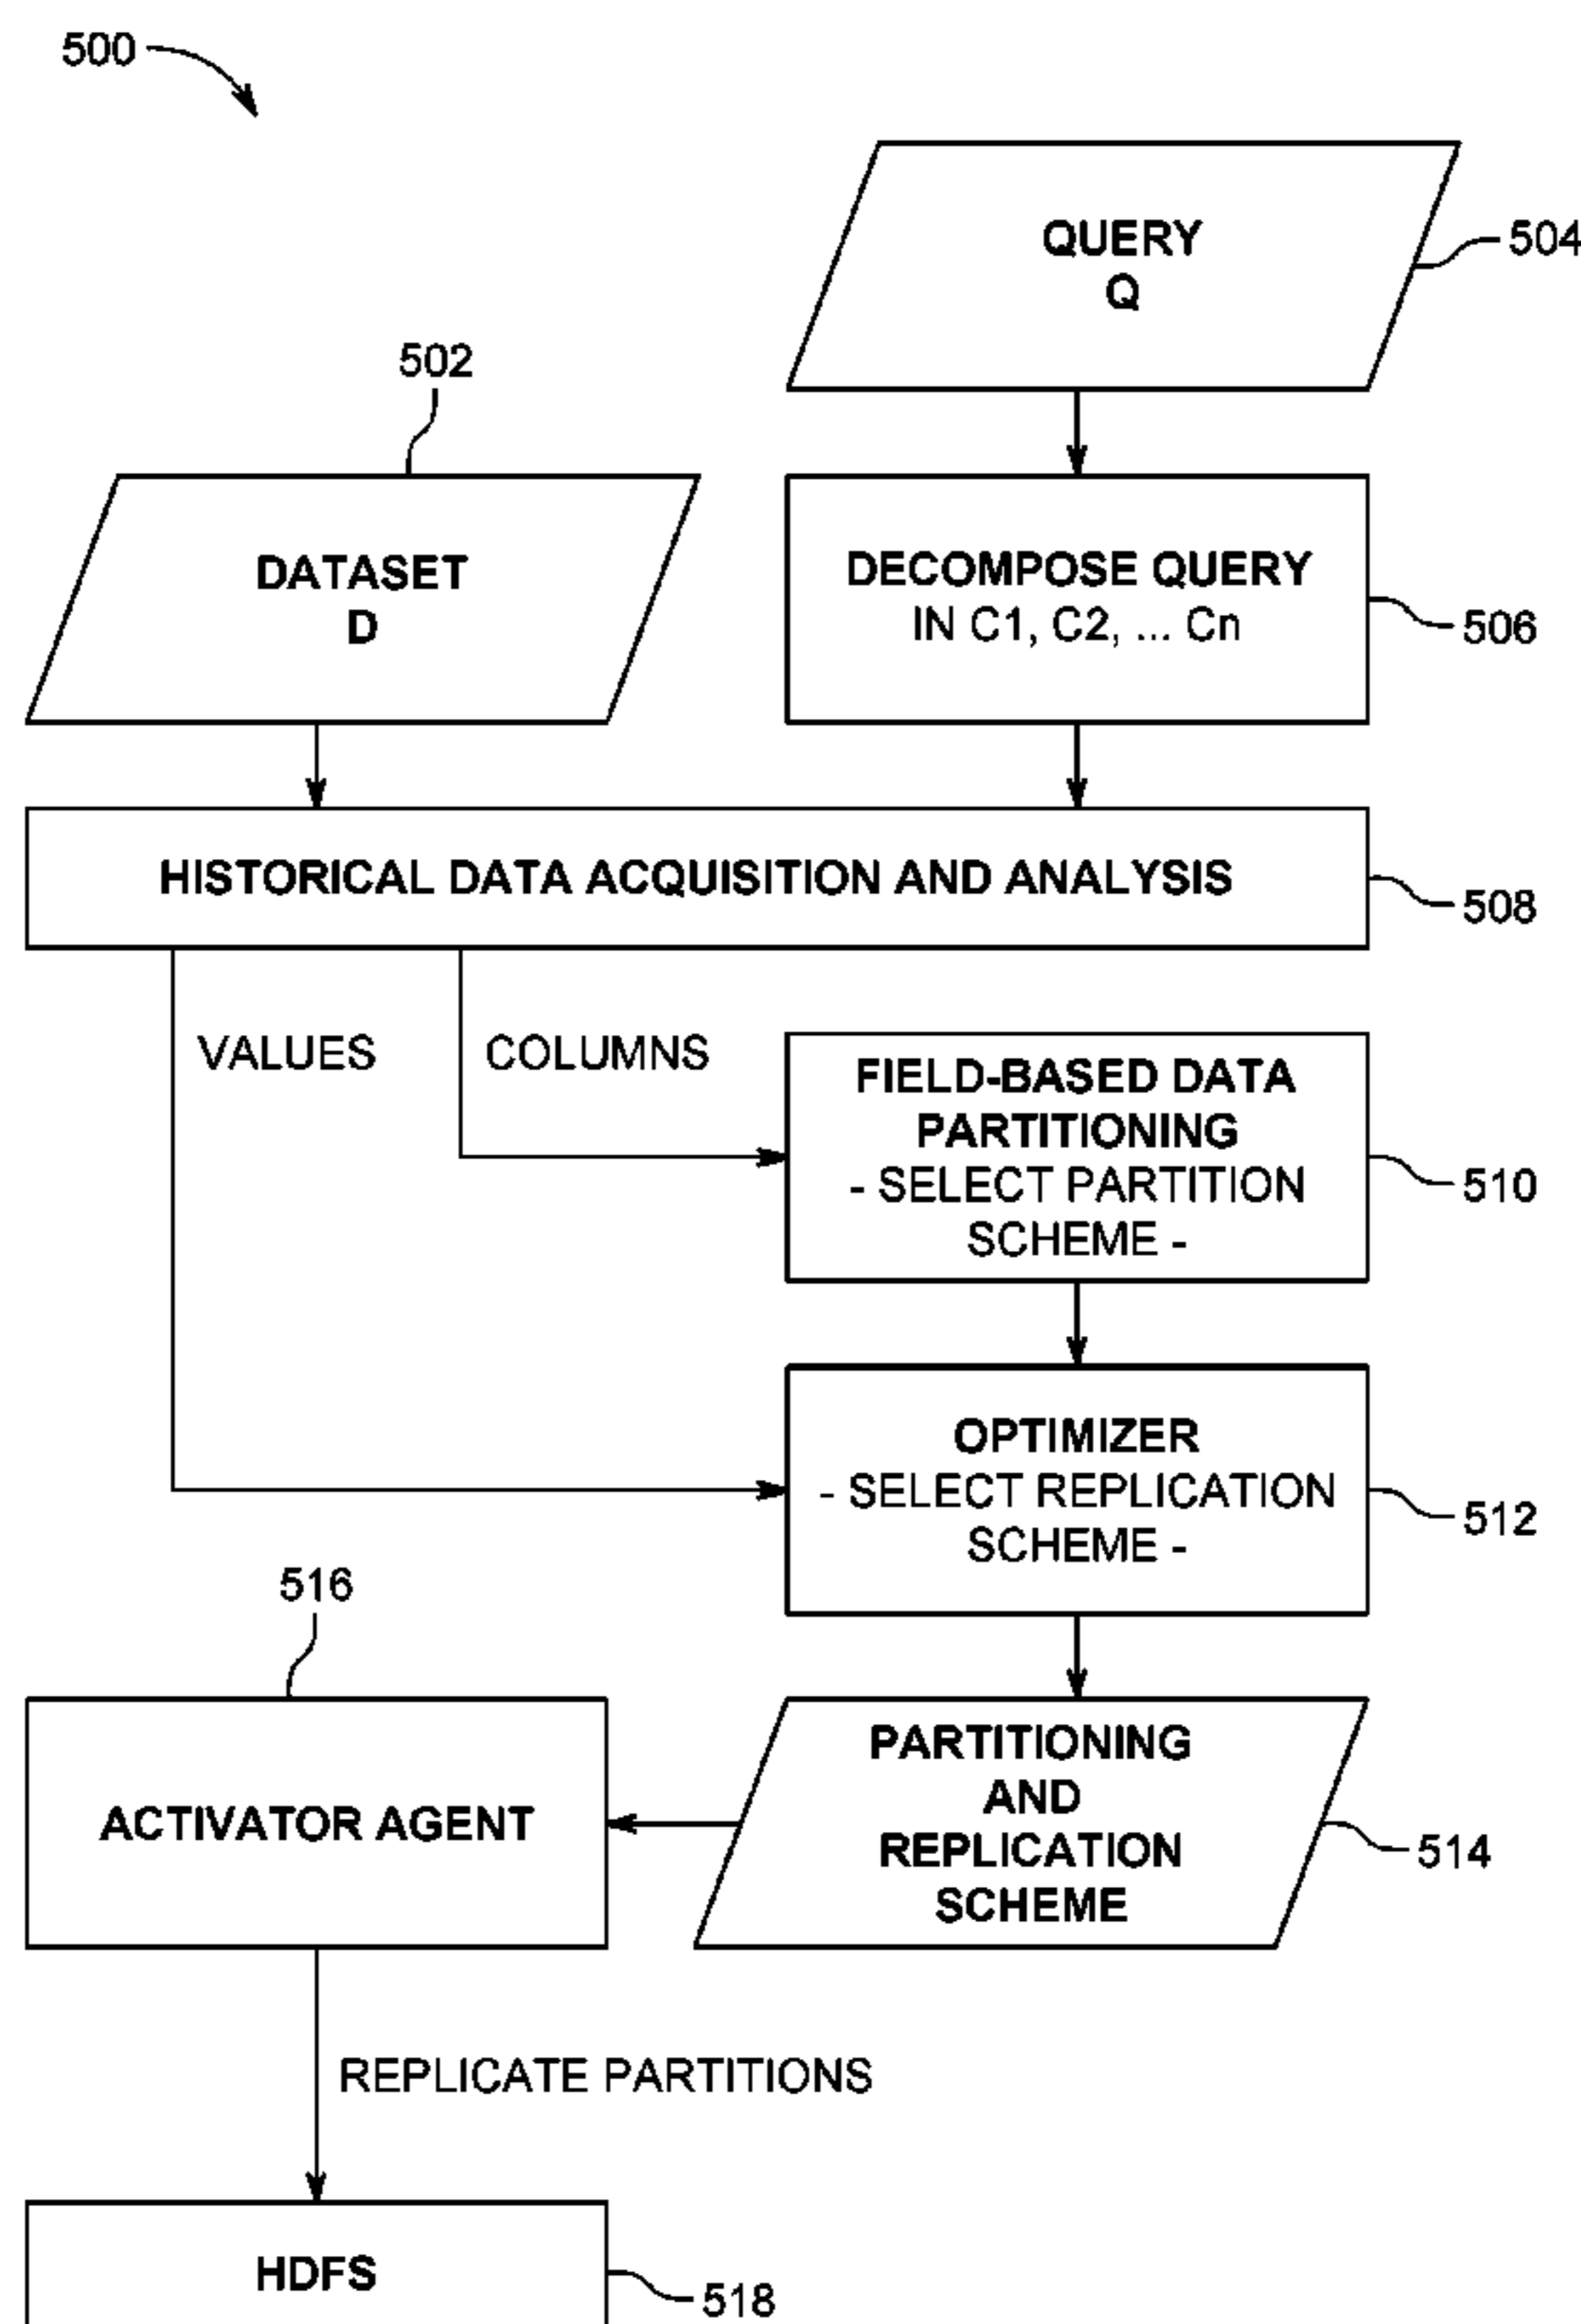 500
QUERY
Q
504
502
DATASET
D
DECOMPOSE QUERY
IN C1, C2, ... Cn
506
HISTORICAL DATA ACQUISITION AND ANALYSIS
508
VALUES
COLUMNS
FIELD-BASED DATA
PARTITIONING
- SELECT PARTITION
SCHEME -
510
OPTIMIZER
- SELECT REPLICATION
SCHEME -
512
516
ACTIVATOR AGENT
PARTITIONING
AND
REPLICATION
SCHEME
514
REPLICATE PARTITIONS
HDFS
518